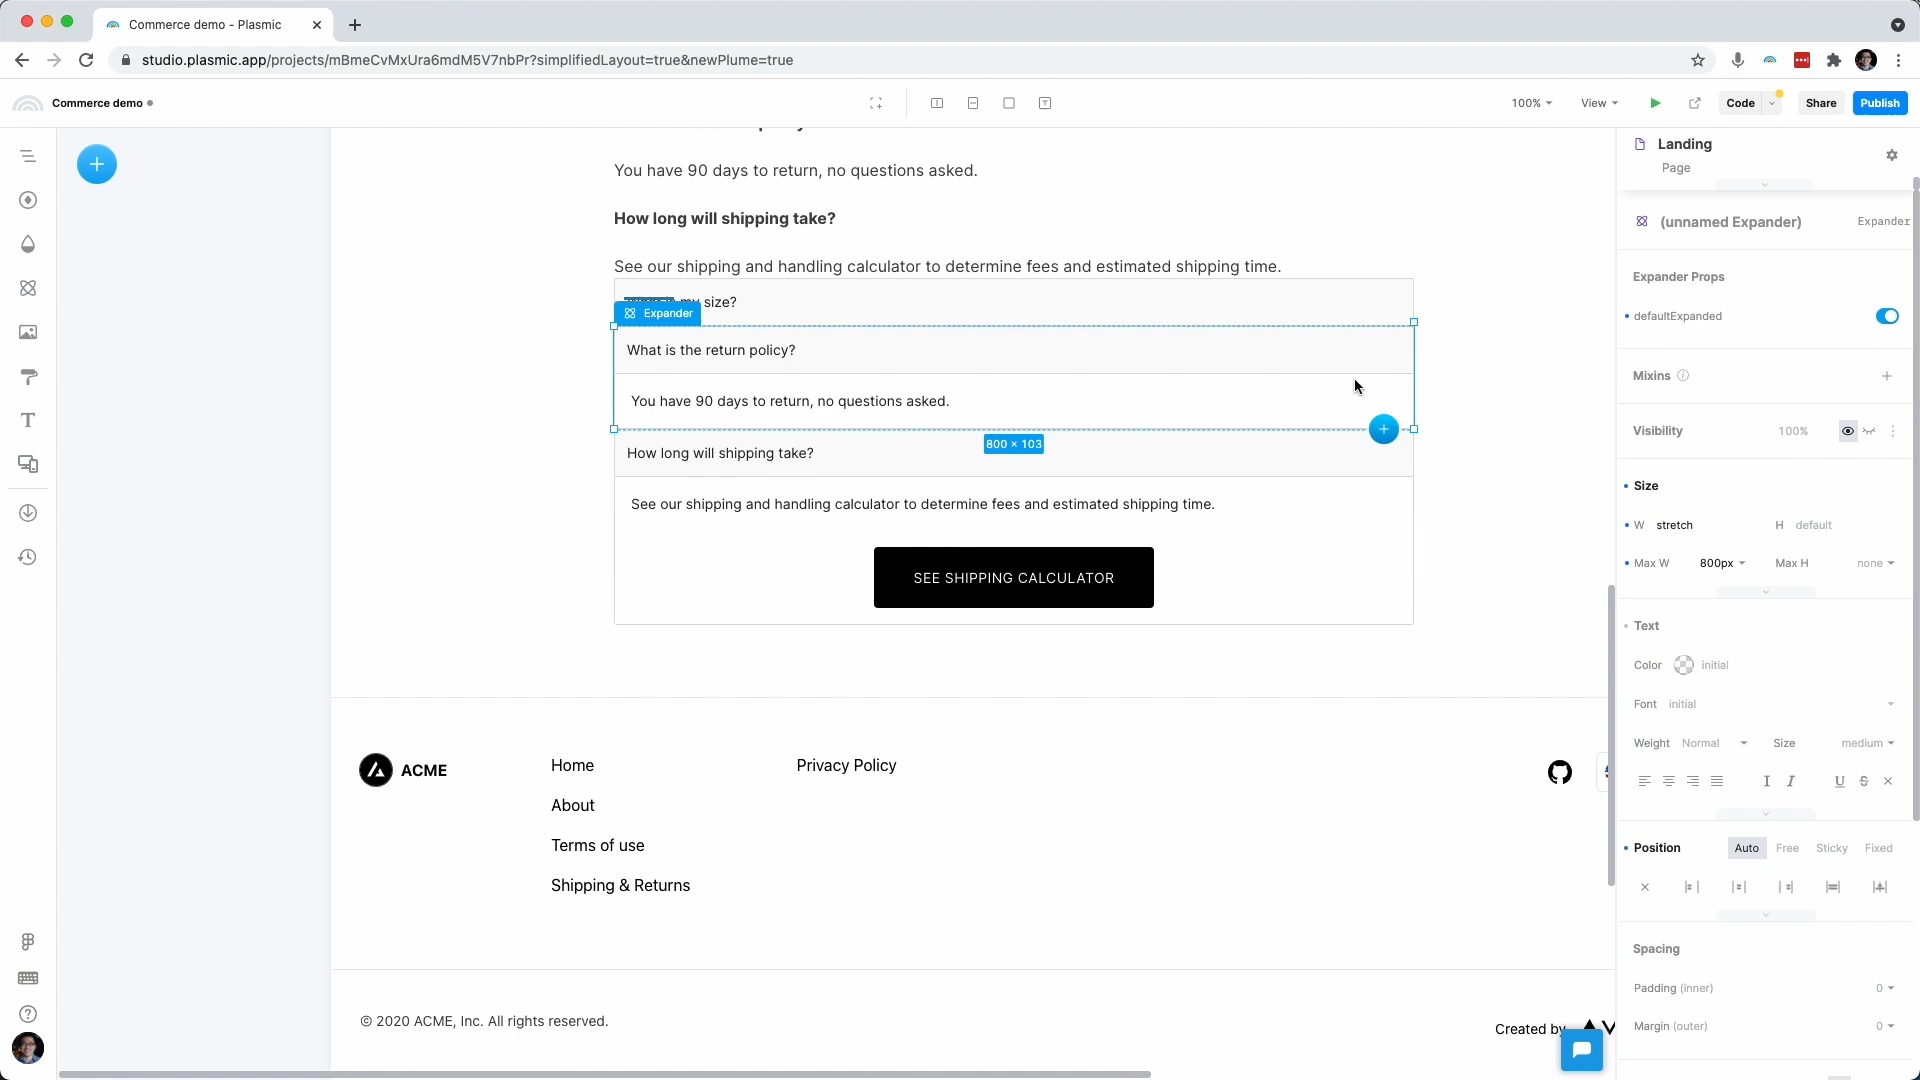 Commerce demo - Plasmic
studio.plasmic.app/projects/mBmeCvMxUra6mdM5V7nbPr?simplifiedLayout=true&newPlume=true
Commerce demo
100%
View
Code
Share
Publish
You have 90 days to return, no questions asked.
How long will shipping take?
See our shipping and handling calculator to determine fees and estimated shipping time.
my size?
Expander
What is the return policy?
You have 90 days to return, no questions asked.
800 × 103
How long will shipping take?
See our shipping and handling calculator to determine fees and estimated shipping time.
SEE SHIPPING CALCULATOR
ACME
Home
About
Terms of use
Shipping & Returns
Privacy Policy
© 2020 ACME, Inc. All rights reserved.
Created by
Landing
Page
(unnamed Expander)
Expander
Expander Props
defaultExpanded
Mixins
Visibility
100%
Size
W stretch
H default
Max W 800px
Max H none
Text
Color initial
Font initial
Weight Normal
Size medium
Position
Auto
Free
Sticky
Fixed
Spacing
Padding (inner) 0
Margin (outer) 0